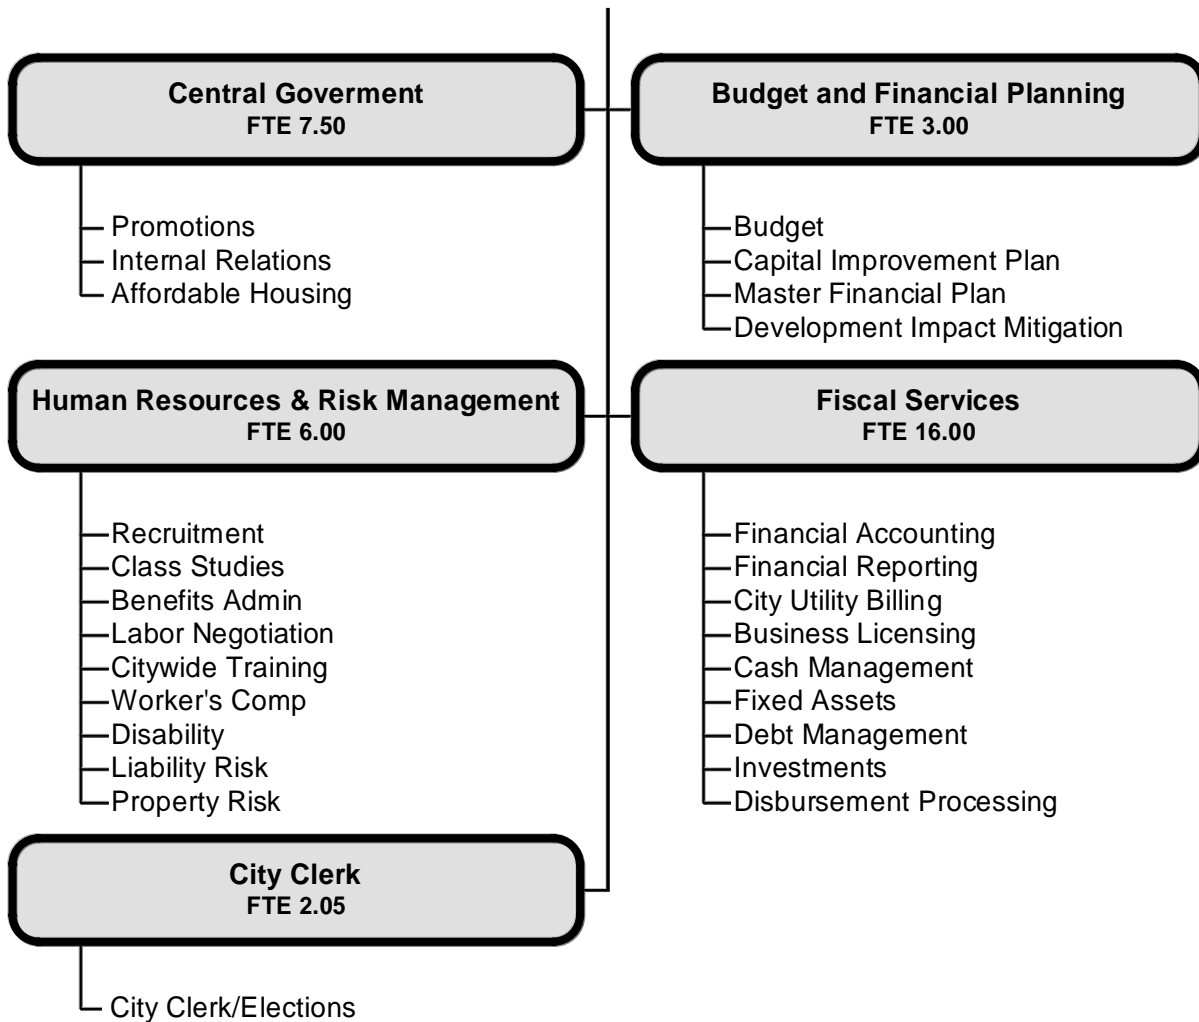 Central Goverment
FTE 7.50
Promotions
Internal Relations
Affordable Housing
Budget and Financial Planning
FTE 3.00
Budget
Capital Improvement Plan
Master Financial Plan
Development Impact Mitigation
Human Resources & Risk Management
FTE 6.00
Recruitment
Class Studies
Benefits Admin
Labor Negotiation
Citywide Training
Worker's Comp
Disability
Liability Risk
Property Risk
Fiscal Services
FTE 16.00
Financial Accounting
Financial Reporting
City Utility Billing
Business Licensing
Cash Management
Fixed Assets
Debt Management
Investments
Disbursement Processing
City Clerk
FTE 2.05
City Clerk/Elections